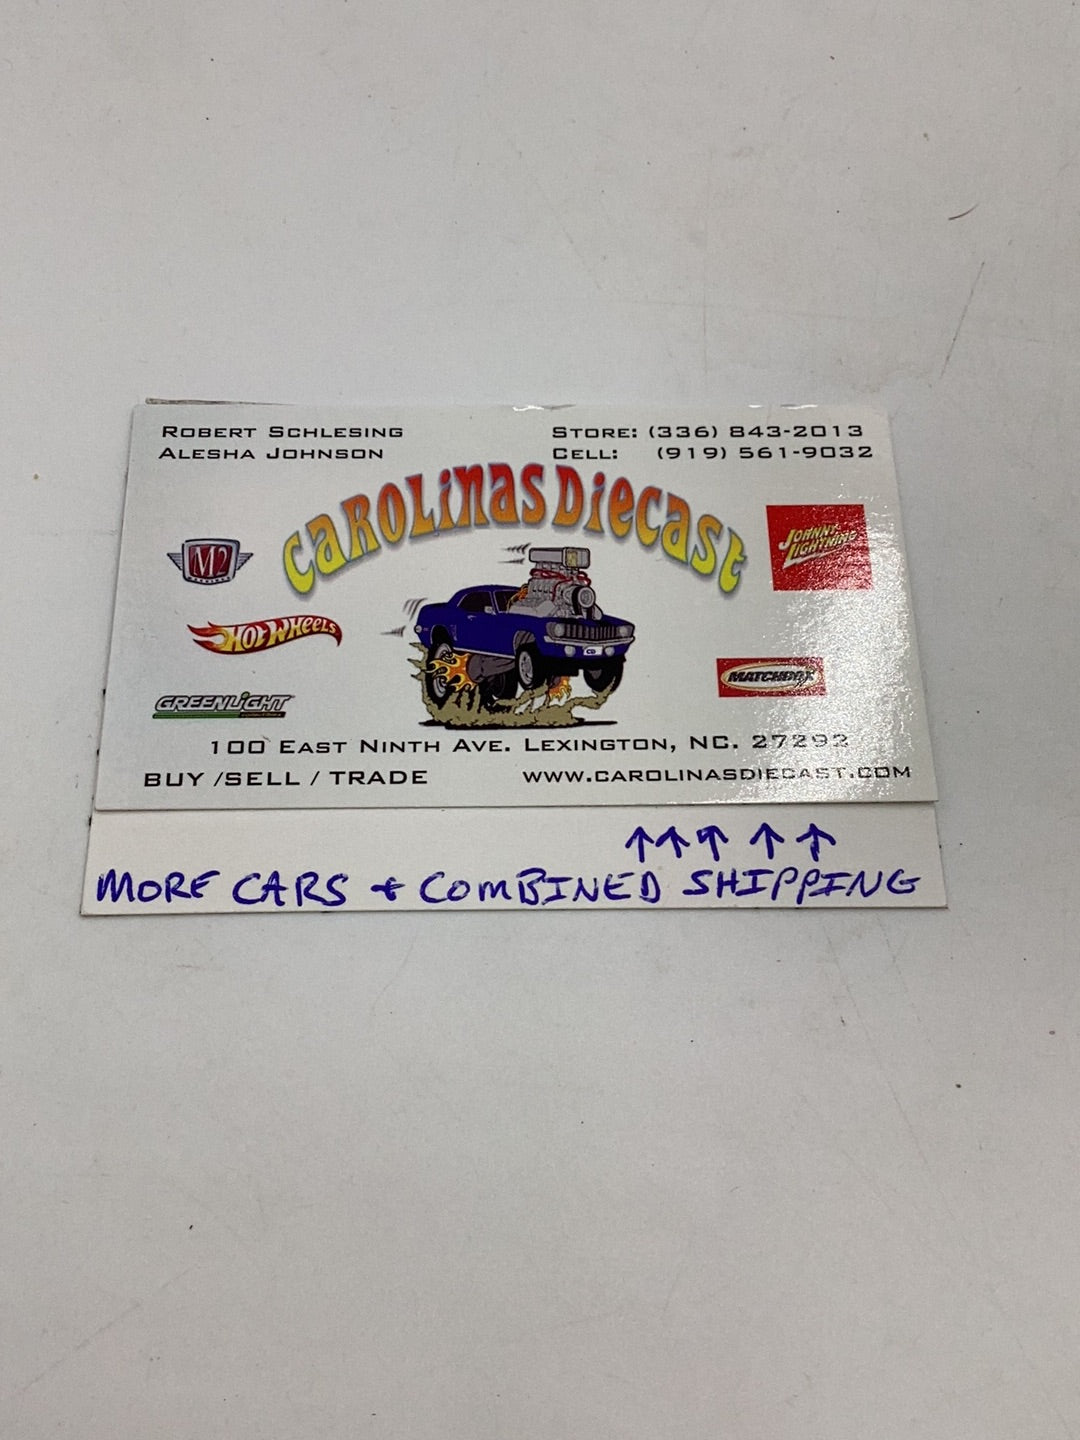 ROBERT SCHLESING
ALESHA JOHNSON
STORE: (336) 843-2013
CELL: (919) 561-9032
CAROLINAS DIECAST
M2
JOHNNY LIGHTNING
HOT WHEELS
MATCHBOX
GREENLIGHT
CD
100 EAST NINTH AVE. LEXINGTON, NC. 27292
BUY /SELL / TRADE
WWW.CAROLINASDIECAST.COM
↑ ↑ ↑ ↑ ↑
MORE CARS + COMBINED SHIPPING